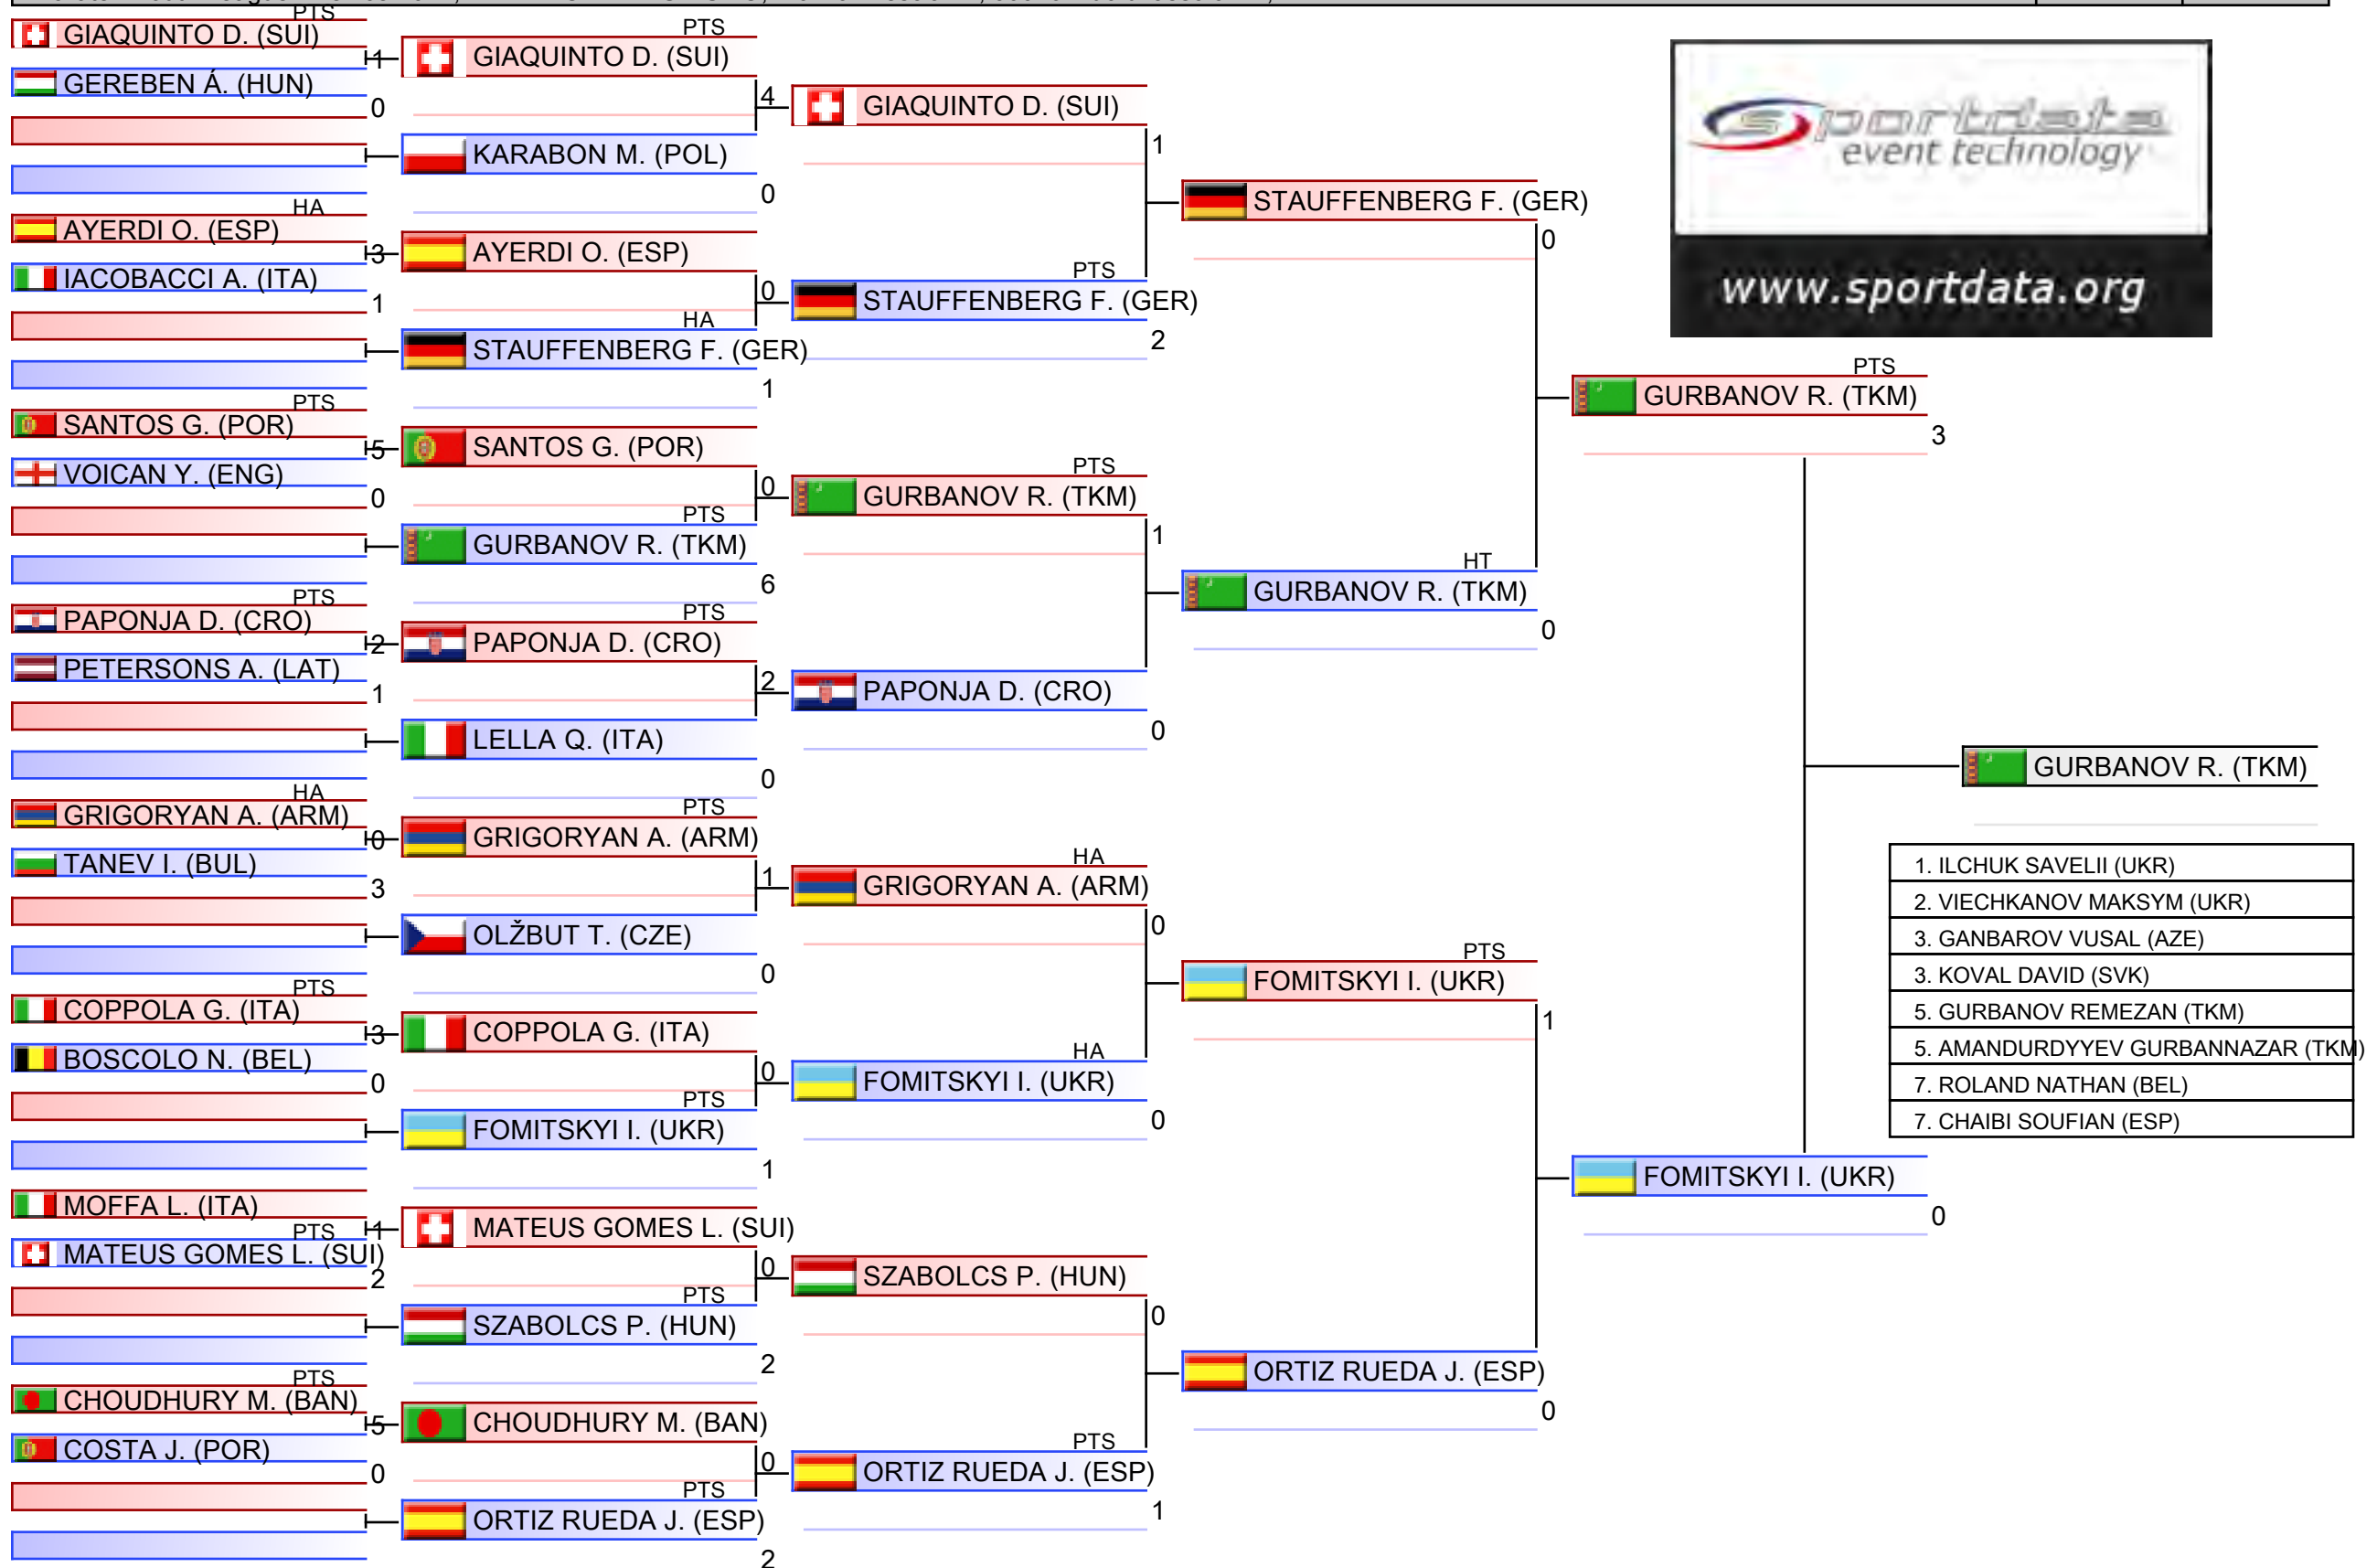 PTS
GIAQUINTO D. (SUI)
1
GEREBEN Á. (HUN)
0
HA
AYERDI O. (ESP)
3
IACOBACCI A. (ITA)
1
PTS
SANTOS G. (POR)
5
VOICAN Y. (ENG)
0
PTS
PAPONJA D. (CRO)
2
PETERSONS A. (LAT)
1
HA
GRIGORYAN A. (ARM)
0
TANEV I. (BUL)
3
PTS
COPPOLA G. (ITA)
3
BOSCOLO N. (BEL)
0
MOFFA L. (ITA)
1
PTS
MATEUS GOMES L. (SUI)
2
PTS
CHOUDHURY M. (BAN)
5
COSTA J. (POR)
0
PTS
GIAQUINTO D. (SUI)
4
KARABON M. (POL)
0
AYERDI O. (ESP)
0
HA
STAUFFENBERG F. (GER)
1
SANTOS G. (POR)
0
PTS
GURBANOV R. (TKM)
6
PTS
PAPONJA D. (CRO)
2
LELLA Q. (ITA)
0
PTS
GRIGORYAN A. (ARM)
1
OLŽBUT T. (CZE)
0
COPPOLA G. (ITA)
0
PTS
FOMITSKYI I. (UKR)
1
MATEUS GOMES L. (SUI)
0
PTS
SZABOLCS P. (HUN)
2
CHOUDHURY M. (BAN)
0
PTS
ORTIZ RUEDA J. (ESP)
2
GIAQUINTO D. (SUI)
1
PTS
STAUFFENBERG F. (GER)
2
PTS
GURBANOV R. (TKM)
1
PAPONJA D. (CRO)
0
HA
GRIGORYAN A. (ARM)
0
HA
FOMITSKYI I. (UKR)
0
SZABOLCS P. (HUN)
0
PTS
ORTIZ RUEDA J. (ESP)
1
STAUFFENBERG F. (GER)
0
HT
GURBANOV R. (TKM)
0
PTS
FOMITSKYI I. (UKR)
1
ORTIZ RUEDA J. (ESP)
0
PTS
GURBANOV R. (TKM)
3
FOMITSKYI I. (UKR)
0
GURBANOV R. (TKM)
sportdata
event technology
www.sportdata.org
1. ILCHUK SAVELII (UKR)
2. VIECHKANOV MAKSYM (UKR)
3. GANBAROV VUSAL (AZE)
3. KOVAL DAVID (SVK)
5. GURBANOV REMEZAN (TKM)
5. AMANDURDYYEV GURBANNAZAR (TKM)
7. ROLAND NATHAN (BEL)
7. CHAIBI SOUFIAN (ESP)